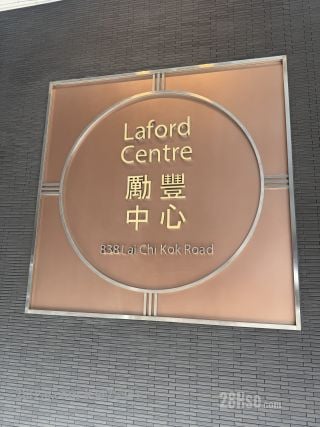 Laford
Centre
勵豐
中心
838 Lai Chi Kok Road
28Hse.com